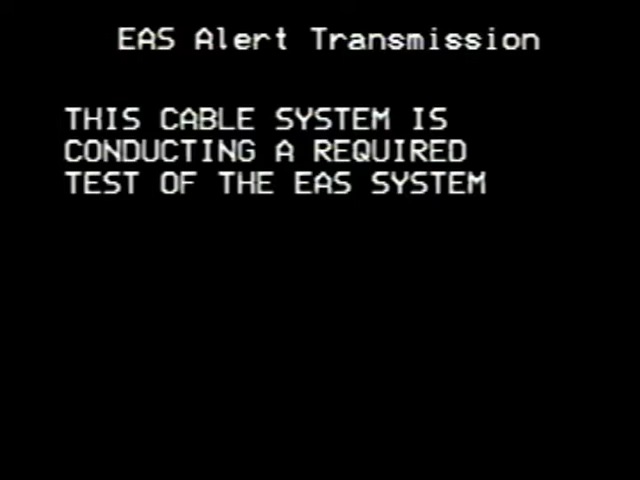 EAS Alert Transmission
THIS CABLE SYSTEM IS
CONDUCTING A REQUIRED
TEST OF THE EAS SYSTEM